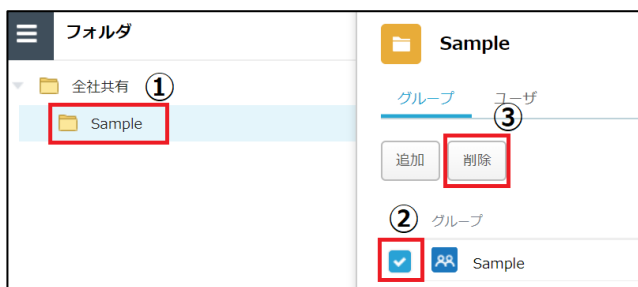 フォルダ
全社共有 ①
Sample
Sample
グループ ユーザ
③
追加 削除
② グループ
Sample